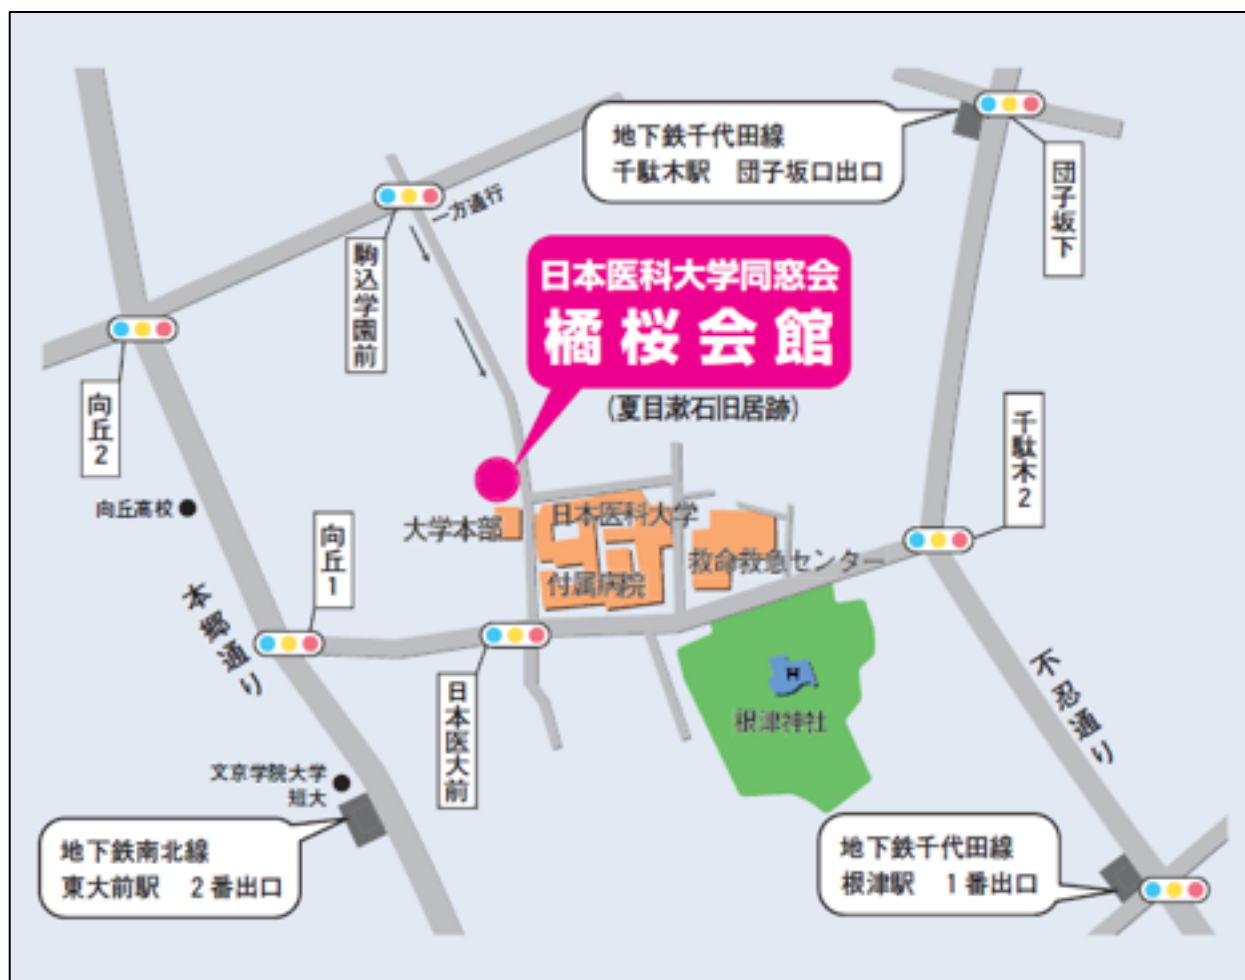 地下鉄千代田線
千駄木駅　団子坂口出口
団子坂下
一方通行
駒込学園前
日本医科大学同窓会
橘桜会館
(夏目漱石旧居跡)
向丘2
千駄木2
向丘高校
向丘1
大学本部
日本医科大学
付属病院
救命救急センター
本郷通り
日本医大前
根津神社
不忍通り
文京学院大学
短大
地下鉄南北線
東大前駅　2番出口
地下鉄千代田線
根津駅　1番出口